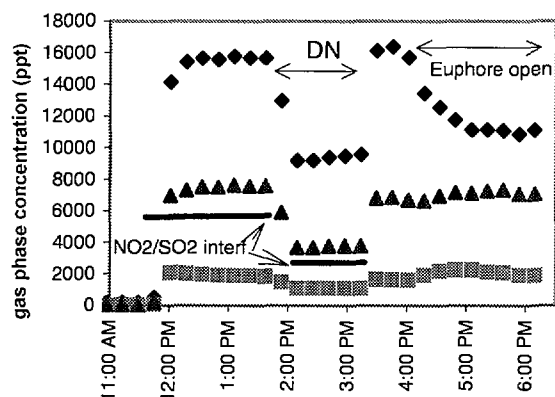 gas phase concentration (ppt)
18000
16000
14000
12000
10000
8000
6000
4000
2000
0
DN
Euphore open
NO2/SO2 interf
11:00 AM
12:00 PM
1:00 PM
2:00 PM
3:00 PM
4:00 PM
5:00 PM
6:00 PM